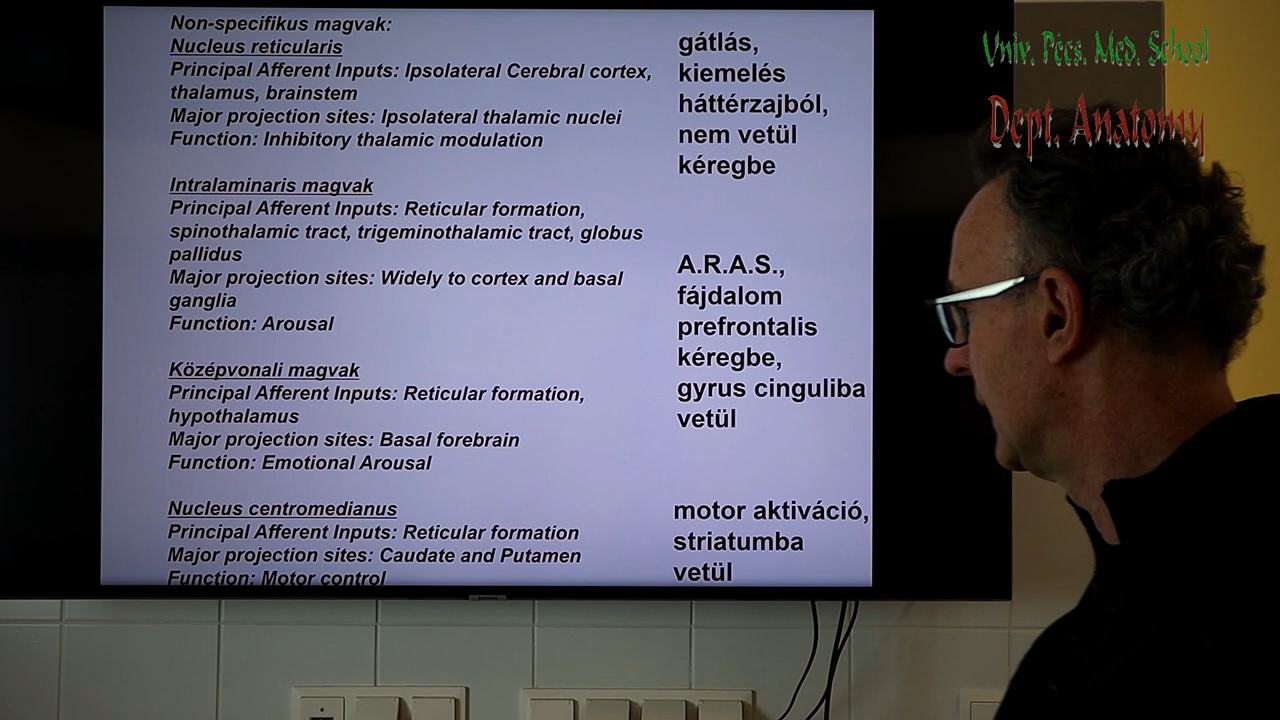 Non-specifikus magvak:
Nucleus reticularis
Principal Afferent Inputs: Ipsolateral Cerebral cortex,
thalamus, brainstem
Major projection sites: Ipsolateral thalamic nuclei
Function: Inhibitory thalamic modulation
Intralaminaris magvak
Principal Afferent Inputs: Reticular formation,
spinothalamic tract, trigeminothalamic tract, globus
pallidus
Major projection sites: Widely to cortex and basal
ganglia
Function: Arousal
Középvonali magvak
Principal Afferent Inputs: Reticular formation,
hypothalamus
Major projection sites: Basal forebrain
Function: Emotional Arousal
Nucleus centromedianus
Principal Afferent Inputs: Reticular formation
Major projection sites: Caudate and Putamen
Function: Motor control
gátlás,
kiemelés
háttérzajból,
nem vetül
kéregbe
A.R.A.S.,
fájdalom
prefrontalis
kéregbe,
gyrus cinguliba
vetül
motor aktiváció,
striatumba
vetül
Univ. Pécs. Med. School
Dept. Anatomy